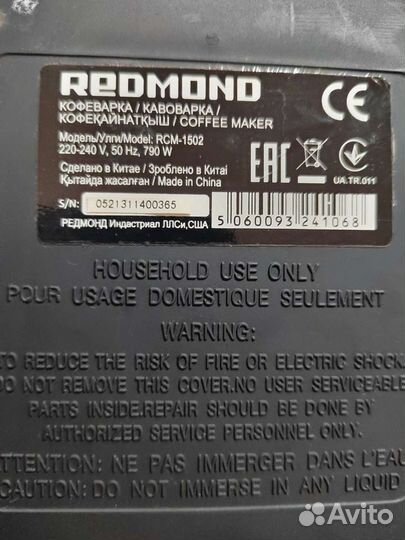 REDMOND
КОФЕВАРКА / КАВОВАРКА /
КОФЕҚАЙНАТҚЫШ / COFFEE MAKER
Модель/Улгi/Model: RCM-1502
220-240 V, 50 Hz, 790 W
Сделано в Китае / Зроблено в Китаї
Қытайда жасалған / Made in China
S/N: 0521311400365
РЕДМОНД Индастриал ЛЛСи,США
CE
EAC
UA.TR.011
5 060093 241068
HOUSEHOLD USE ONLY
POUR USAGE DOMESTIQUE SEULEMENT
WARNING:
TO REDUCE THE RISK OF FIRE OR ELECTRIC SHOCK.
DO NOT REMOVE THIS COVER.NO USER SERVICEABLE
PARTS INSIDE.REPAIR SHOULD BE DONE BY
AUTHORIZED SERVICE PERSONNEL ONLY.
ATTENTION: NE PAS IMMERGER DANS L'EAU
CAUTION: DO NOT IMMERSE IN ANY LIQUID
Avito